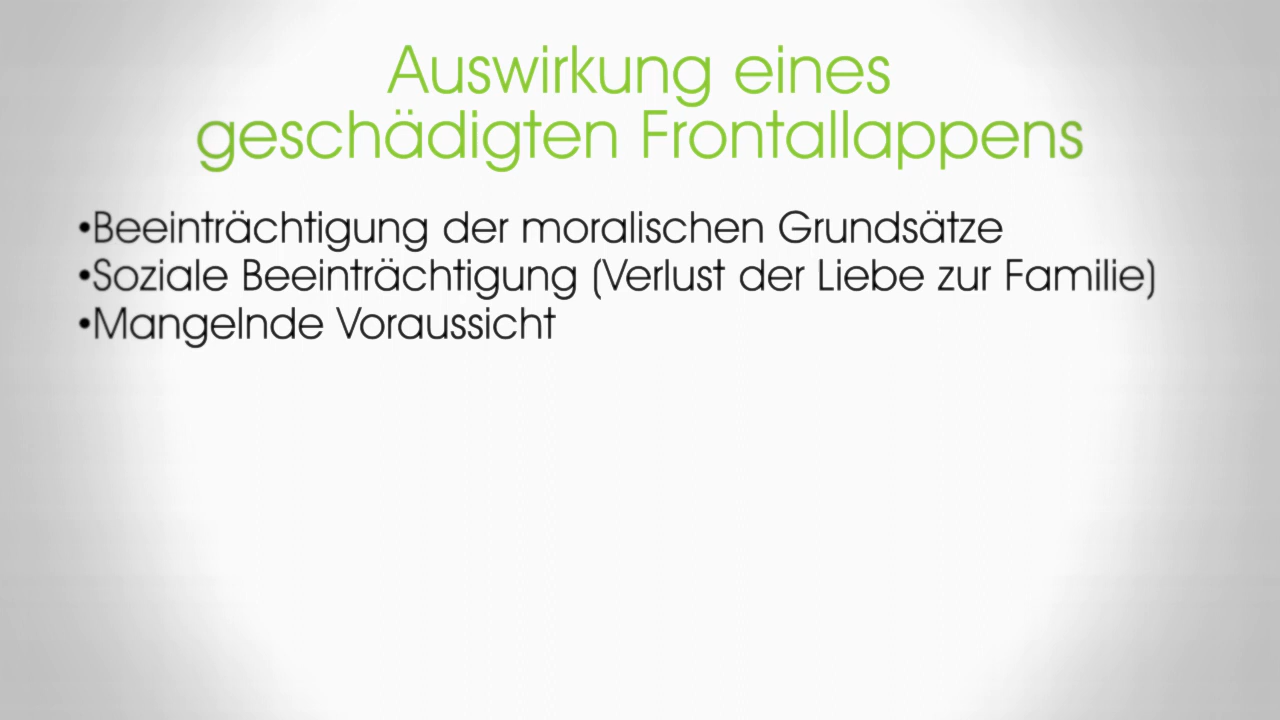 Auswirkung eines
geschädigten Frontallappens
•Beeinträchtigung der moralischen Grundsätze
•Soziale Beeinträchtigung (Verlust der Liebe zur Familie)
•Mangelnde Voraussicht